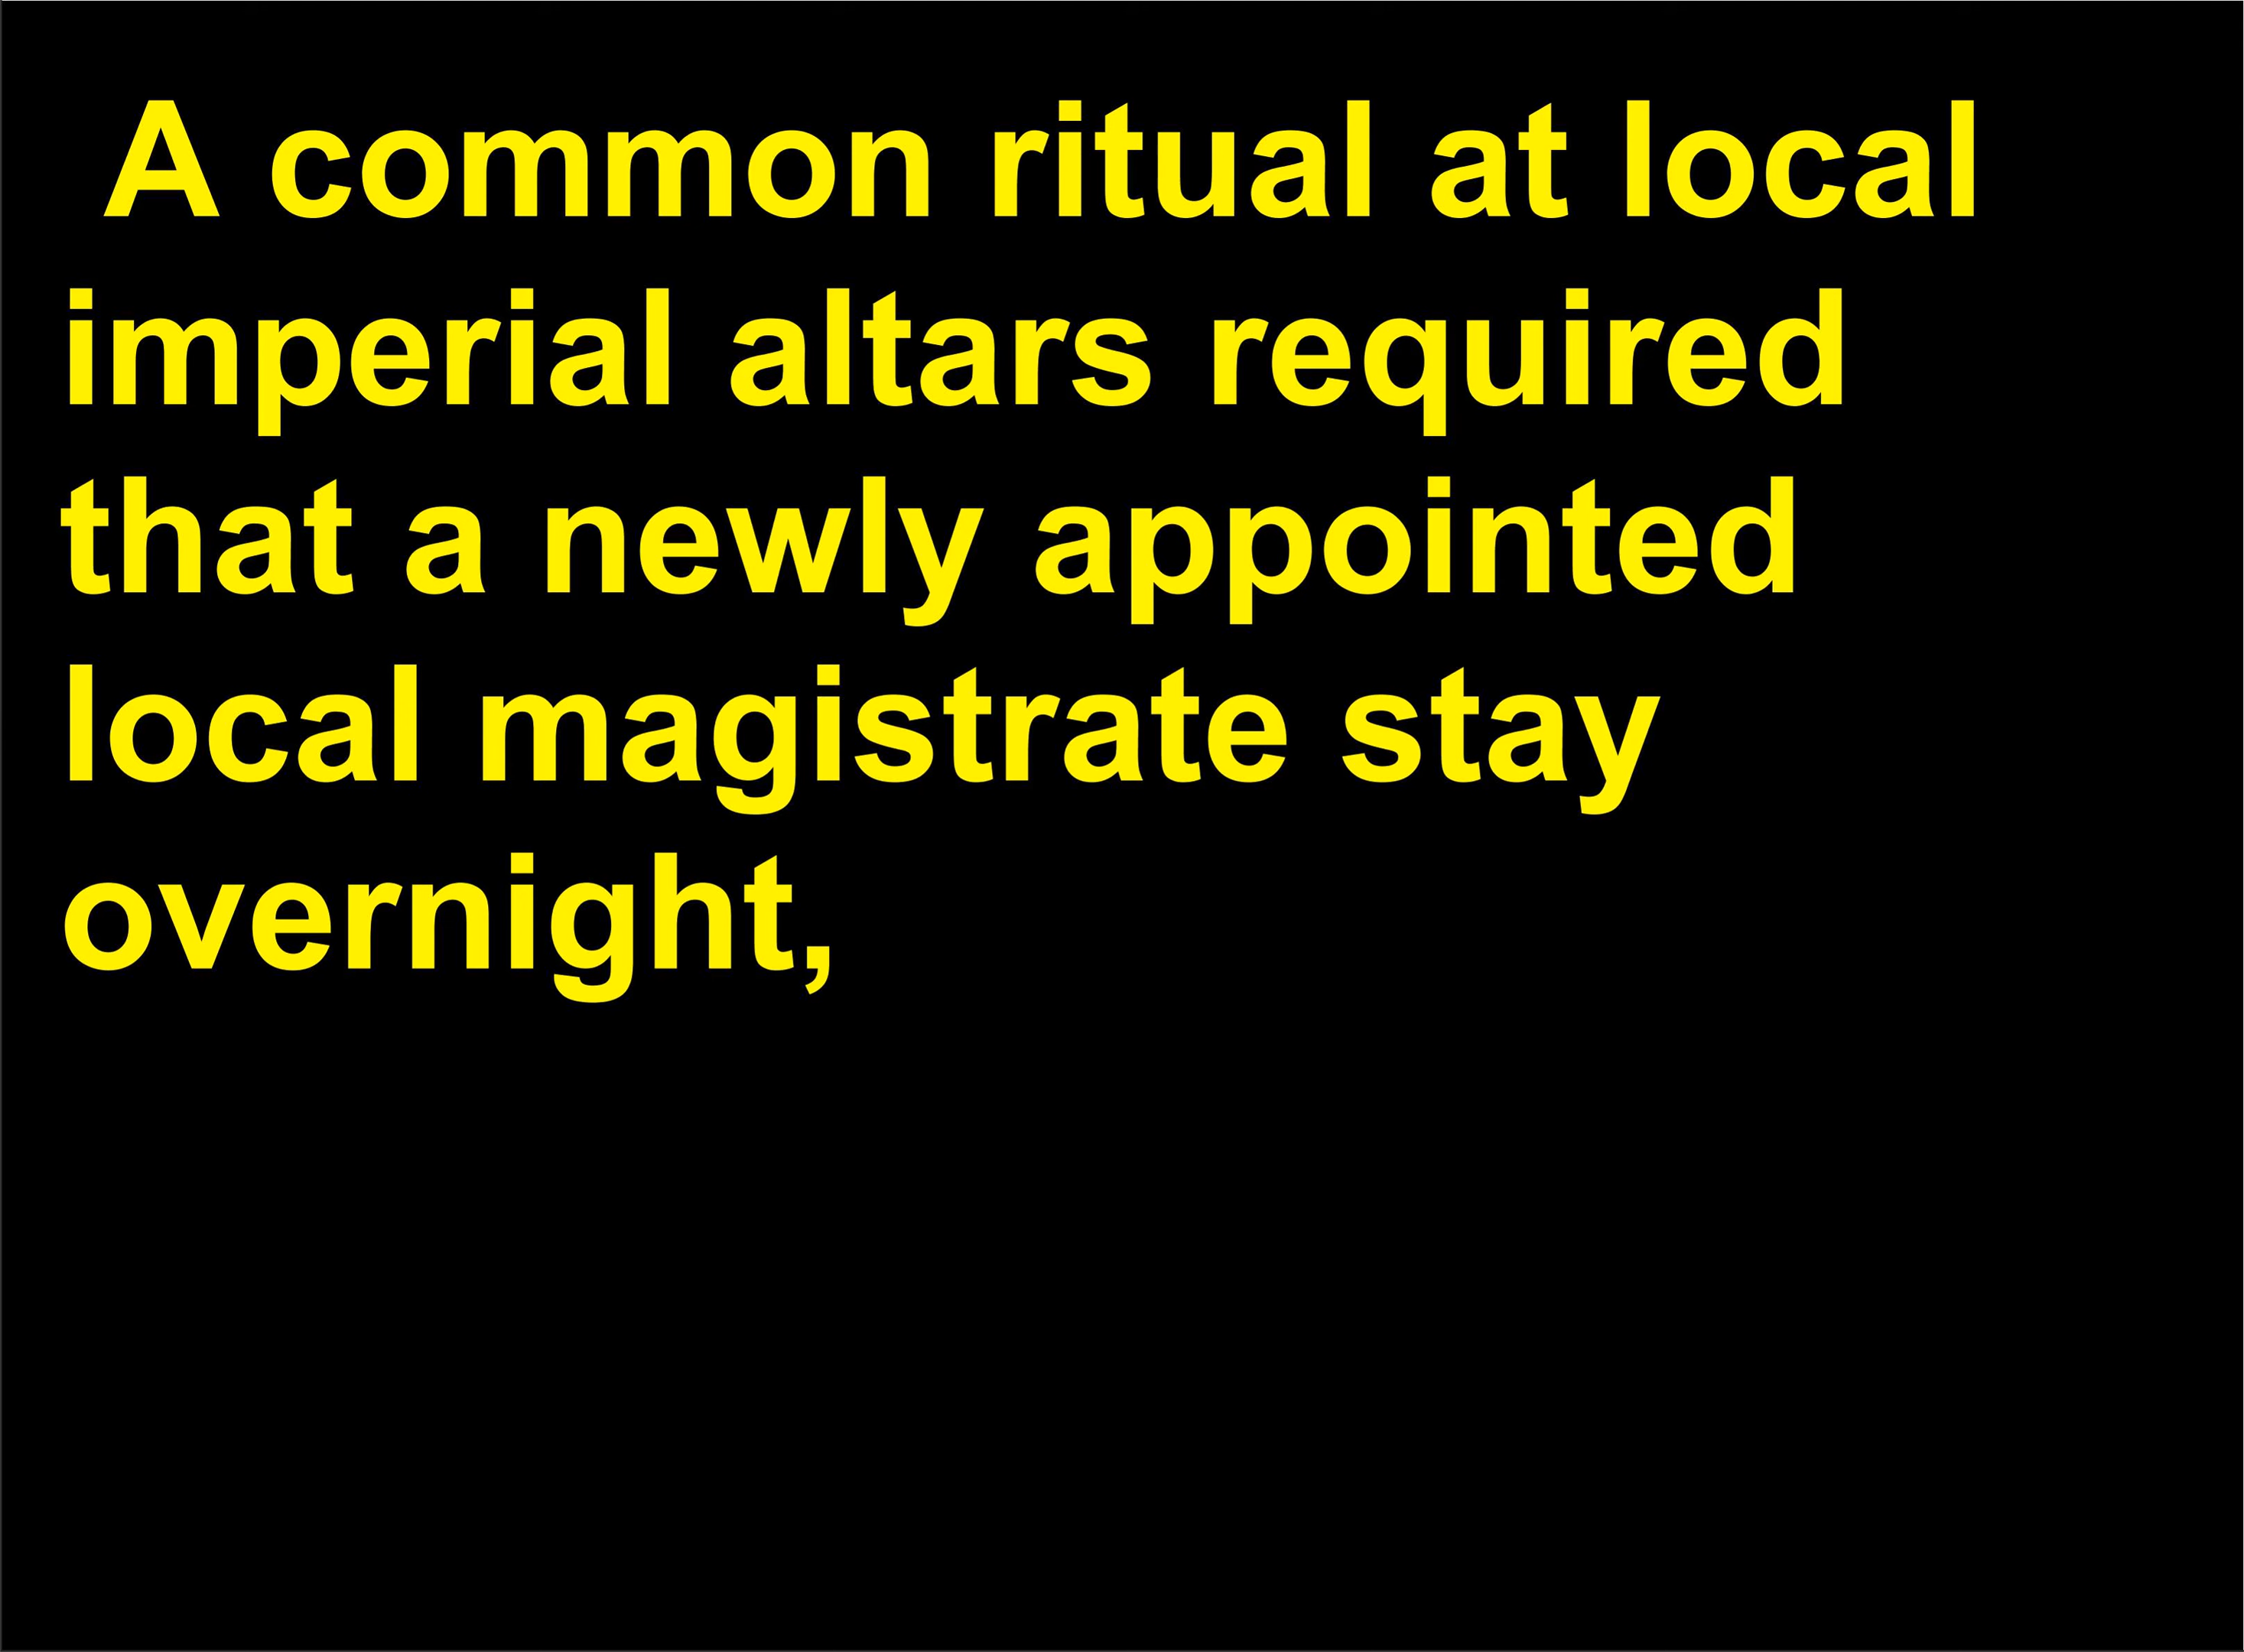 A common ritual at local
imperial altars required
that a newly appointed
local magistrate stay
overnight,